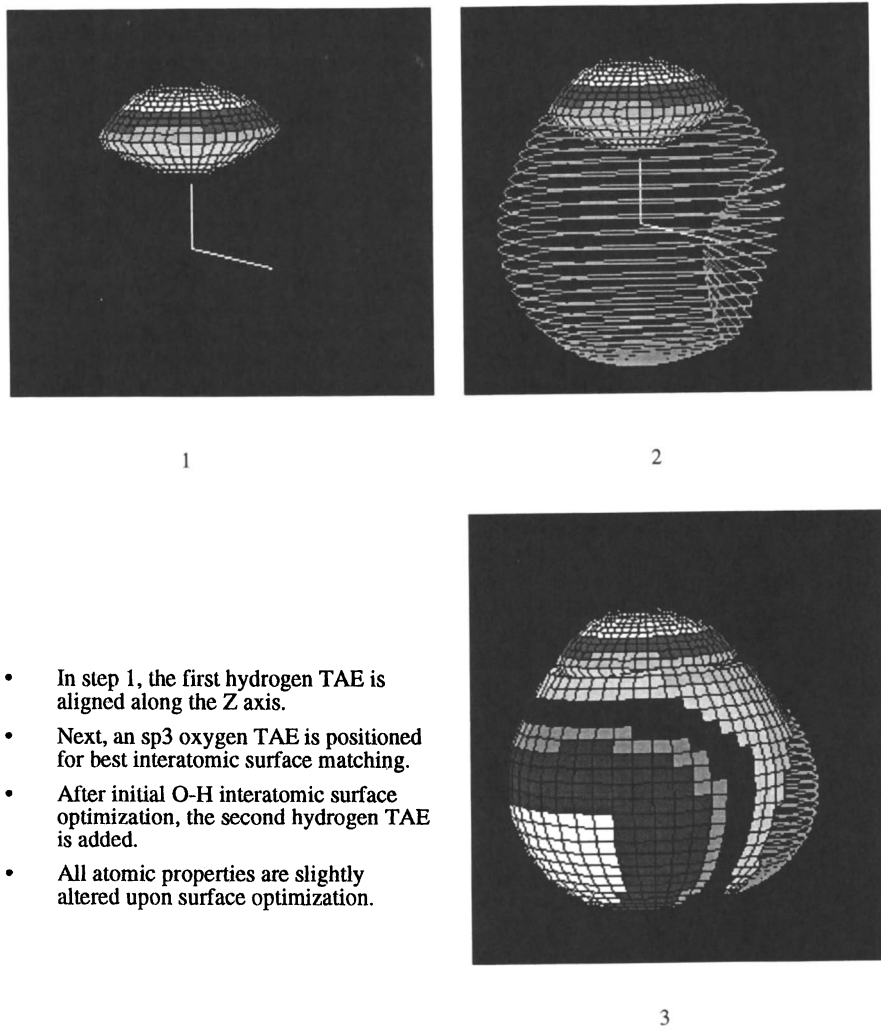 1
2
• In step 1, the first hydrogen TAE is
aligned along the Z axis.
• Next, an sp3 oxygen TAE is positioned
for best interatomic surface matching.
• After initial O-H interatomic surface
optimization, the second hydrogen TAE
is added.
• All atomic properties are slightly
altered upon surface optimization.
3